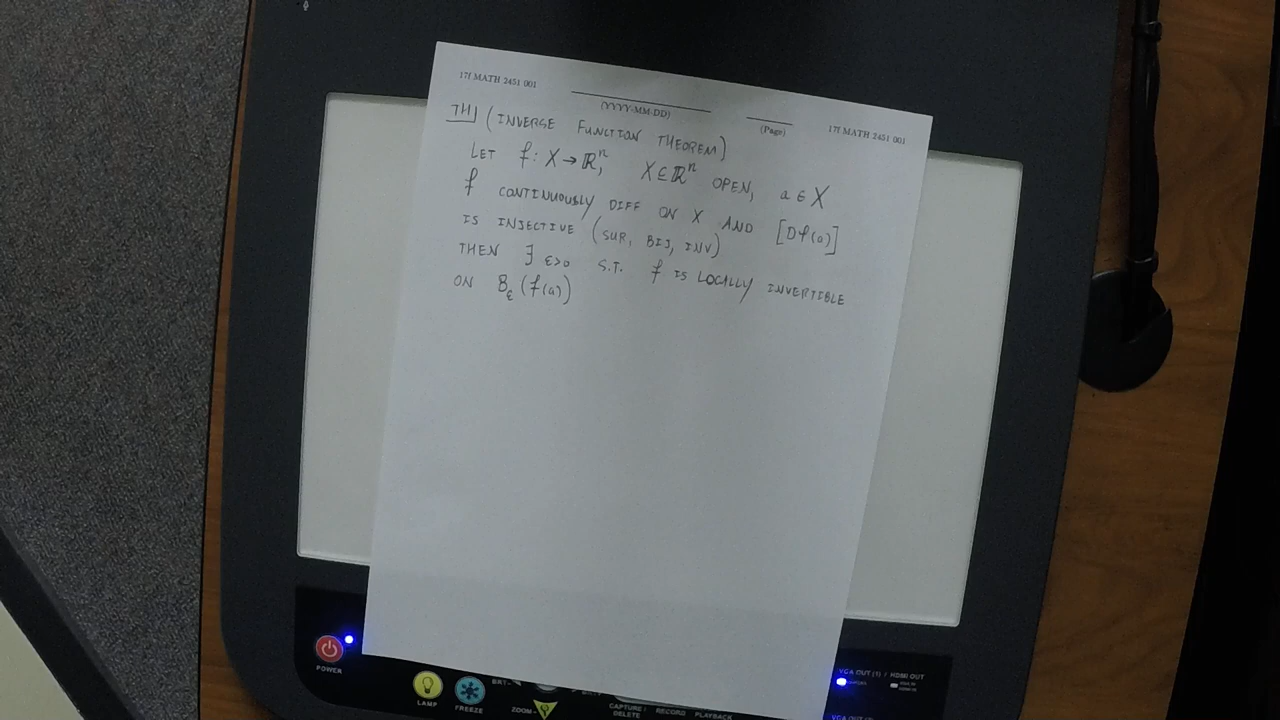 17f MATH 2451 001
(YYYY-MM-DD)
(Page)
17f MATH 2451 001
TH) (INVERSE FUNCTION THEOREM)
LET f: X → ℝⁿ, X ⊆ ℝⁿ OPEN, a ∈ X
f CONTINUOUSLY DIFF ON X AND [Df(a)]
IS INJECTIVE (SUR, BIJ, INV)
THEN ∃ ε>0 S.T. f IS LOCALLY INVERTIBLE
ON B_ε (f(a))
POWER
LAMP
FREEZE
BRT-
ZOOM-
CAPTURE /
DELETE
RECORD
PLAYBACK
VGA OUT (1) / HDMI OUT